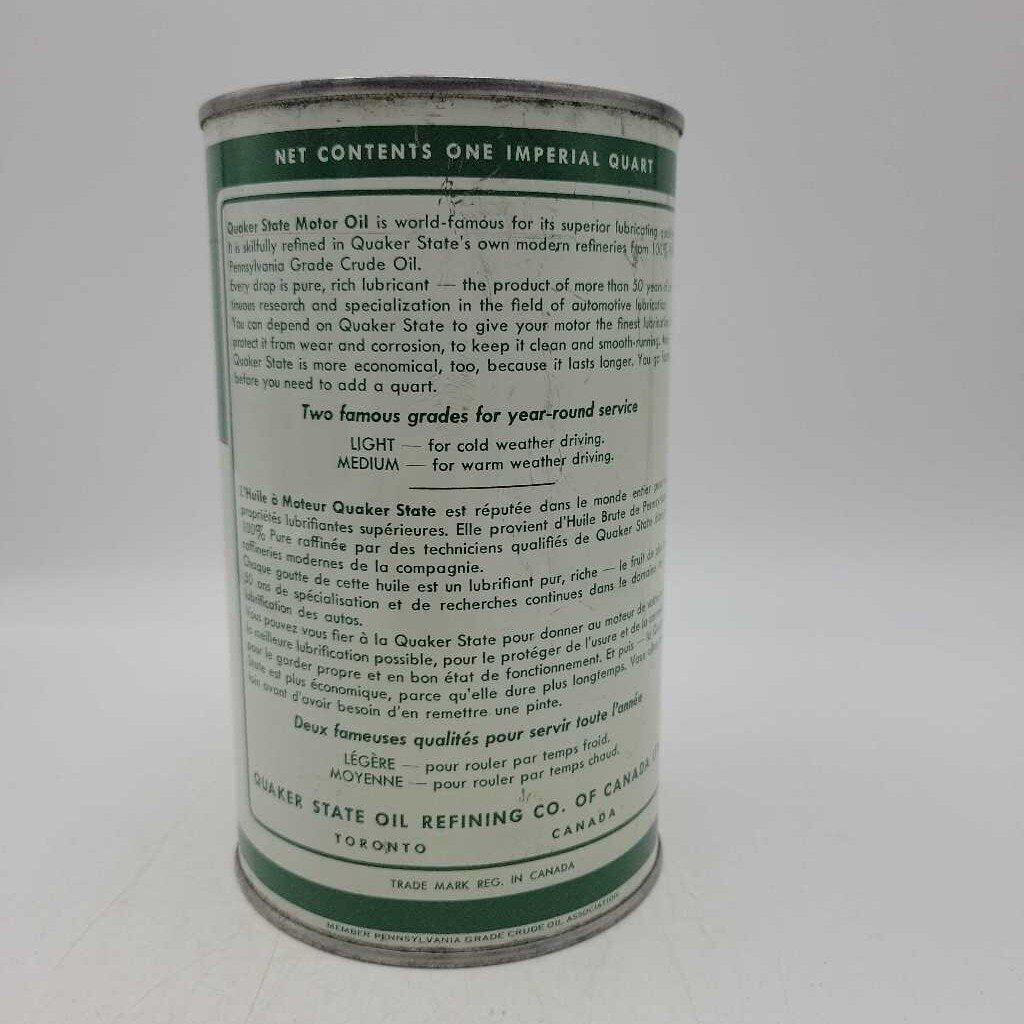 NET CONTENTS ONE IMPERIAL QUART
Quaker State Motor Oil is world-famous for its superior lubricating
It is skilfully refined in Quaker State's own modern refineries from 100%
Pennsylvania Grade Crude Oil.
Every drop is pure, rich lubricant — the product of more than 50 years
tinuous research and specialization in the field of automotive lubrication
You can depend on Quaker State to give your motor the finest
protect it from wear and corrosion, to keep it clean and smooth-running.
Quaker State is more economical, too, because it lasts longer. You go
before you need to add a quart.
Two famous grades for year-round service
LIGHT — for cold weather driving.
MEDIUM — for warm weather driving.
L'Huile à Moteur Quaker State est réputée dans le monde entier
propriétés lubrifiantes supérieures. Elle provient d'Huile Brute de
100% Pure raffinée par des techniciens qualifiés de Quaker State
raffineries modernes de la compagnie.
Chaque goutte de cette huile est un lubrifiant pur, riche — le fruit de
50 ans de spécialisation et de recherches continues dans le domaine
lubrification des autos.
Vous pouvez vous fier à la Quaker State pour donner au moteur de
la meilleure lubrification possible, pour le protéger de l'usure et de la
pour le garder propre et en bon état de fonctionnement. Et puis — la
State est plus économique, parce qu'elle dure plus longtemps. Vous
loin avant d'avoir besoin d'en remettre une pinte.
Deux fameuses qualités pour servir toute l'année
LÉGÈRE — pour rouler par temps froid.
MOYENNE — pour rouler par temps chaud.
QUAKER STATE OIL REFINING CO. OF CANADA
TORONTO CANADA
TRADE MARK REG. IN CANADA
MEMBER PENNSYLVANIA GRADE CRUDE OIL ASSOCIATION